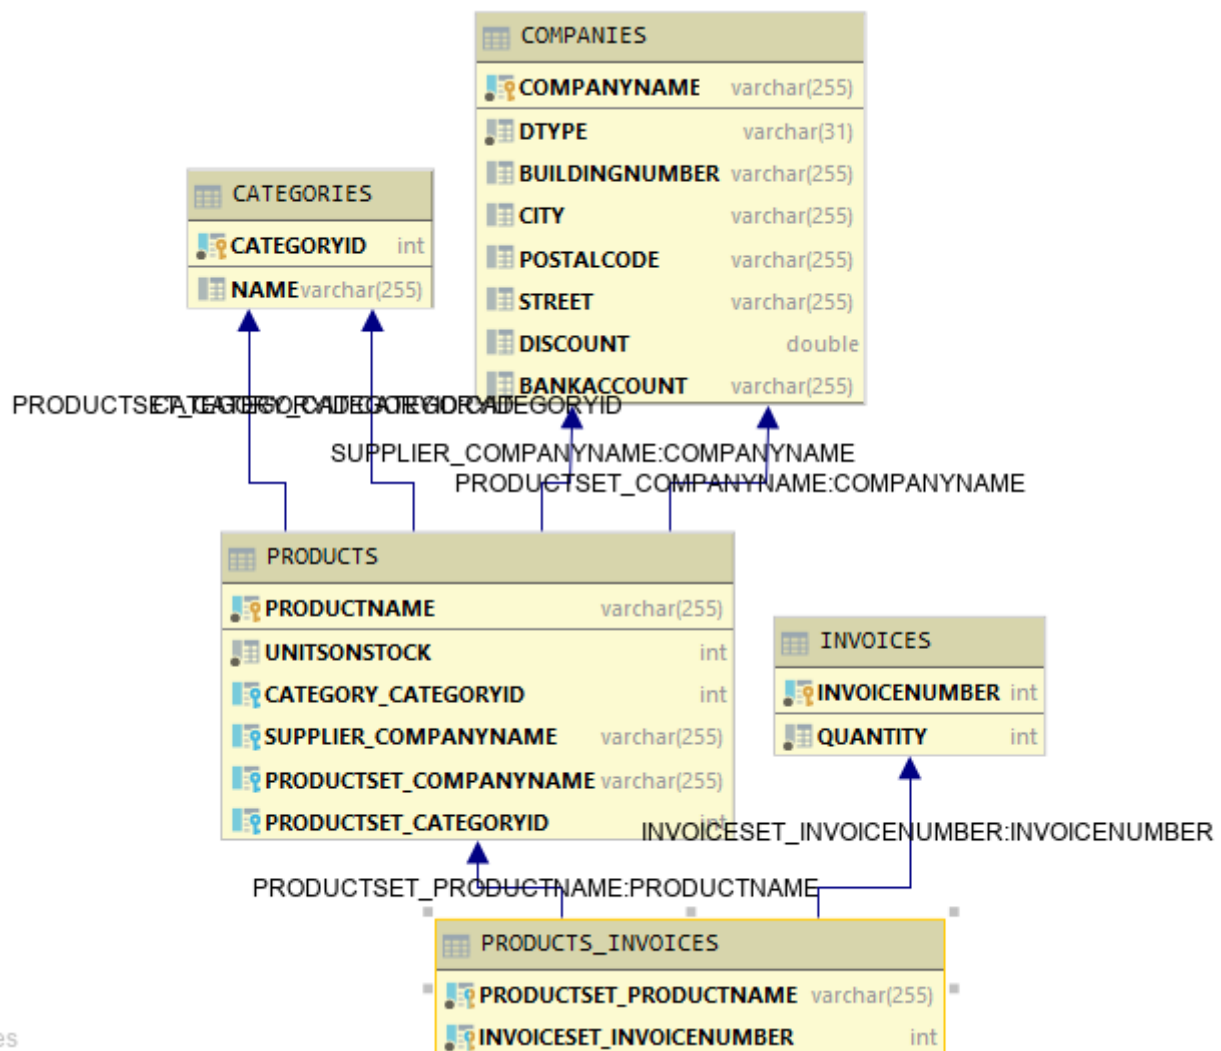 COMPANIES
COMPANYNAME varchar(255)
DTYPE varchar(31)
BUILDINGNUMBER varchar(255)
CITY varchar(255)
POSTALCODE varchar(255)
STREET varchar(255)
DISCOUNT double
BANKACCOUNT varchar(255)
CATEGORIES
CATEGORYID int
NAME varchar(255)
SUPPLIER_COMPANYNAME:COMPANYNAME
PRODUCTSET_COMPANYNAME:COMPANYNAME
PRODUCTS
PRODUCTNAME varchar(255)
UNITSONSTOCK int
CATEGORY_CATEGORYID int
SUPPLIER_COMPANYNAME varchar(255)
PRODUCTSET_COMPANYNAME varchar(255)
PRODUCTSET_CATEGORYID int
INVOICES
INVOICENUMBER int
QUANTITY int
INVOICESET_INVOICENUMBER:INVOICENUMBER
PRODUCTSET_PRODUCTNAME:PRODUCTNAME
PRODUCTS_INVOICES
PRODUCTSET_PRODUCTNAME varchar(255)
INVOICESET_INVOICENUMBER int